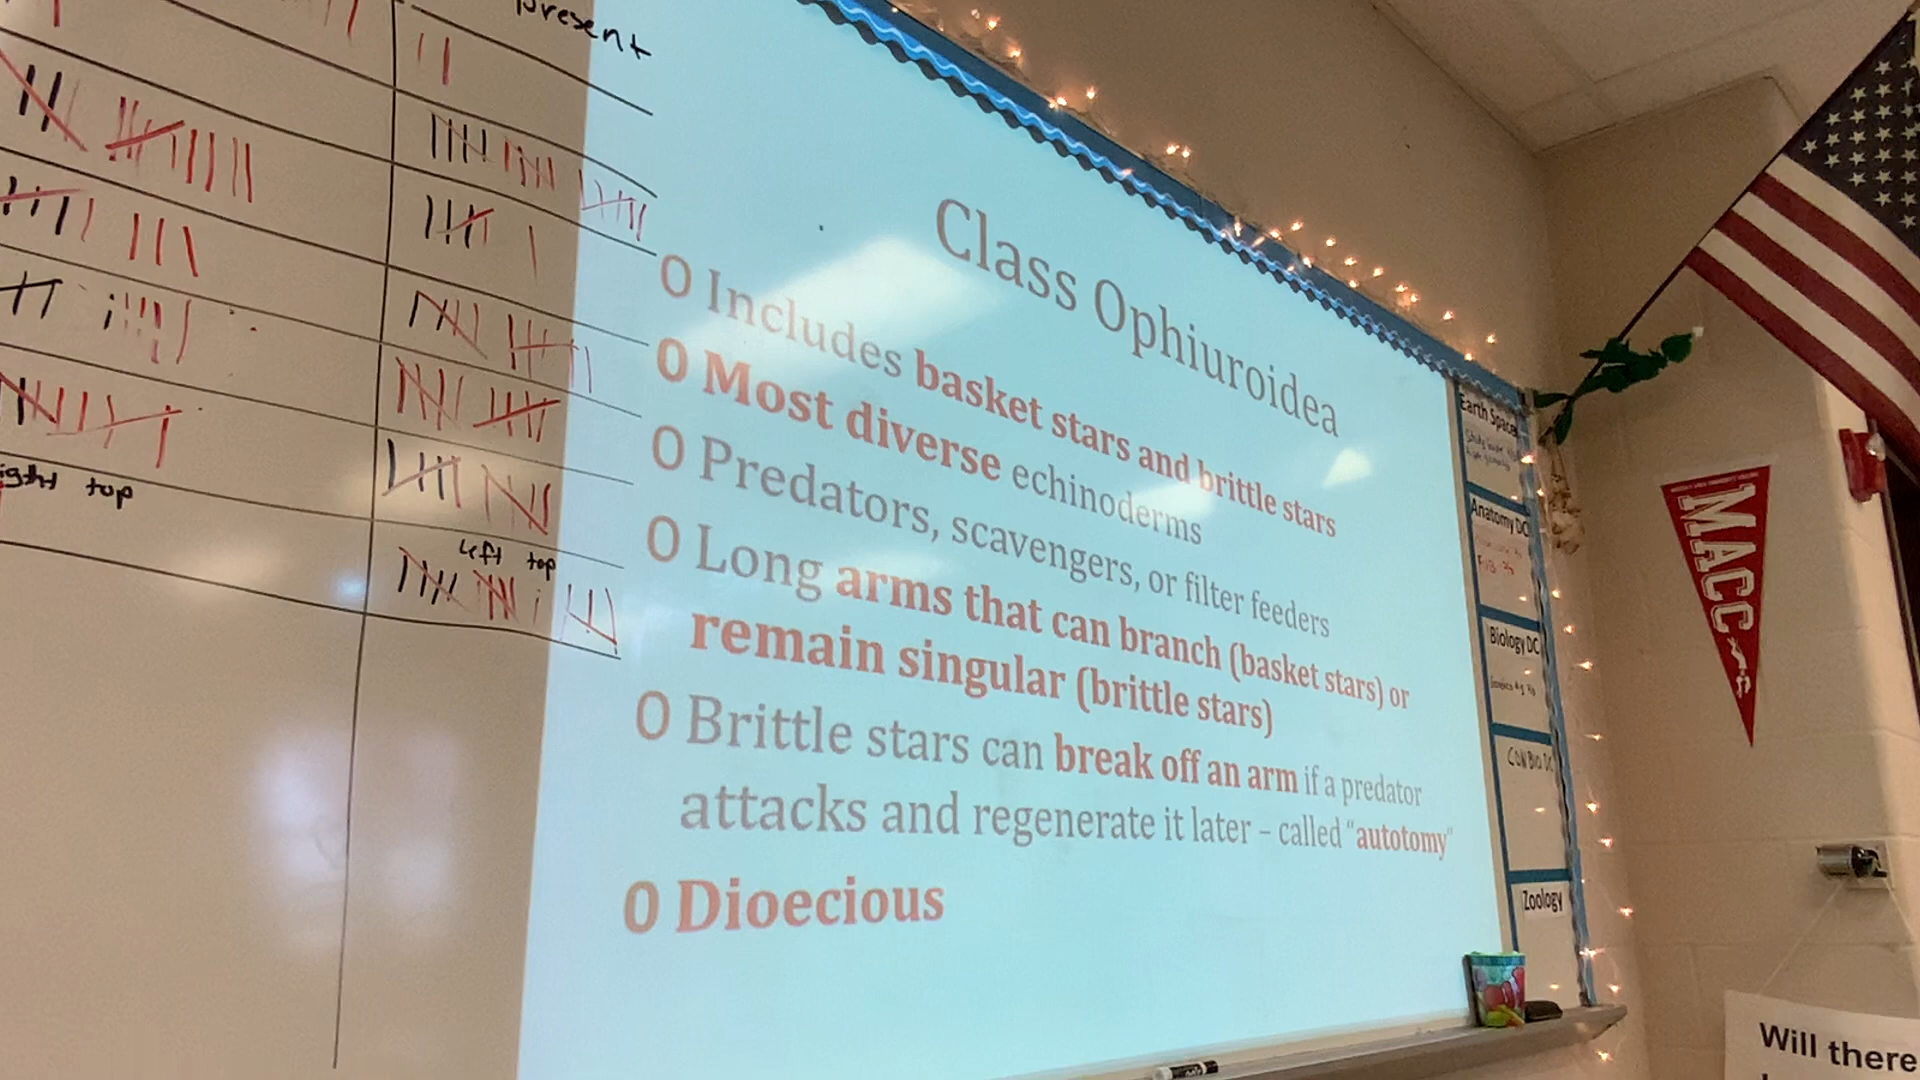 present
ight top
left top
Class Ophiuroidea
O Includes basket stars and brittle stars
O Most diverse echinoderms
O Predators, scavengers, or filter feeders
O Long arms that can branch (basket stars) or
remain singular (brittle stars)
O Brittle stars can break off an arm if a predator
attacks and regenerate it later – called “autotomy”
O Dioecious
Earth Space
Anatomy DC
Biology DC
Zoology
MACC
Will there